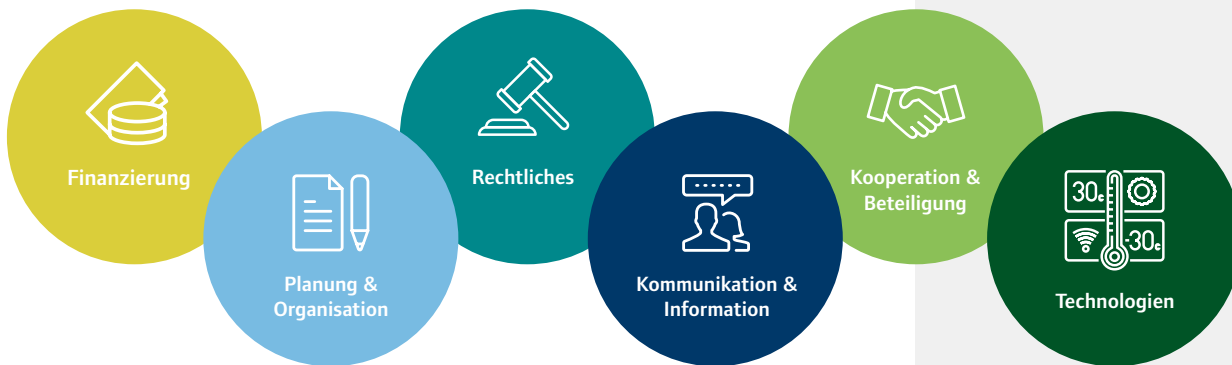 Finanzierung
Planung &
Organisation
Rechtliches
Kommunikation &
Information
Kooperation &
Beteiligung
30c
-30c
Technologien